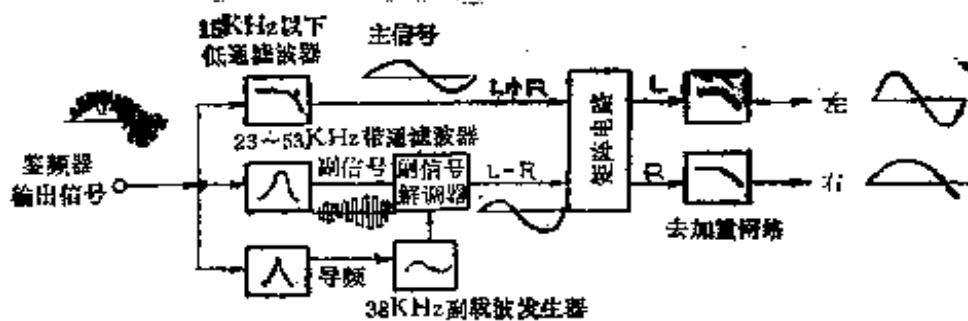 15KHz以下
低通滤波器
主信号
L+R
L
左
23~53KHz带通滤波器
鉴频器
输出信号
副信号
副信号
解调器
L-R
矩阵电路
R
右
去加重网络
导频
38KHz副载波发生器